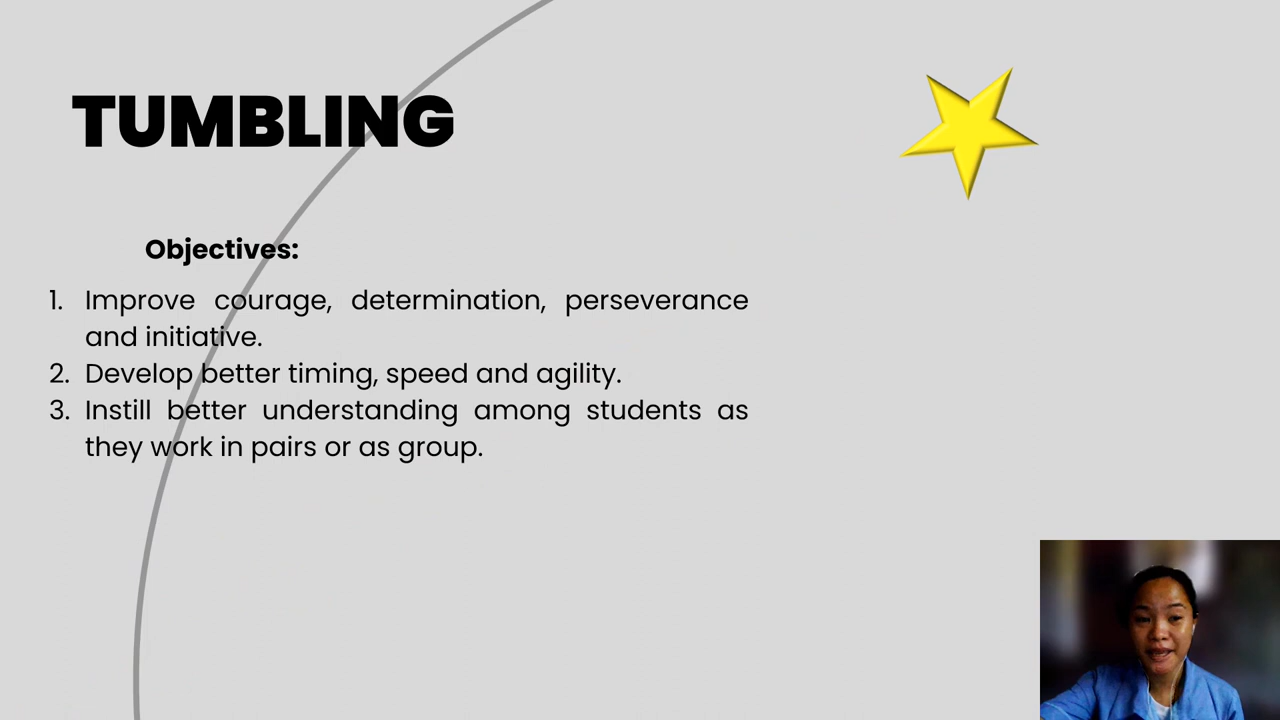 TUMBLING
Objectives:
1. Improve courage, determination, perseverance
and initiative.
2. Develop better timing, speed and agility.
3. Instill better understanding among students as
they work in pairs or as group.